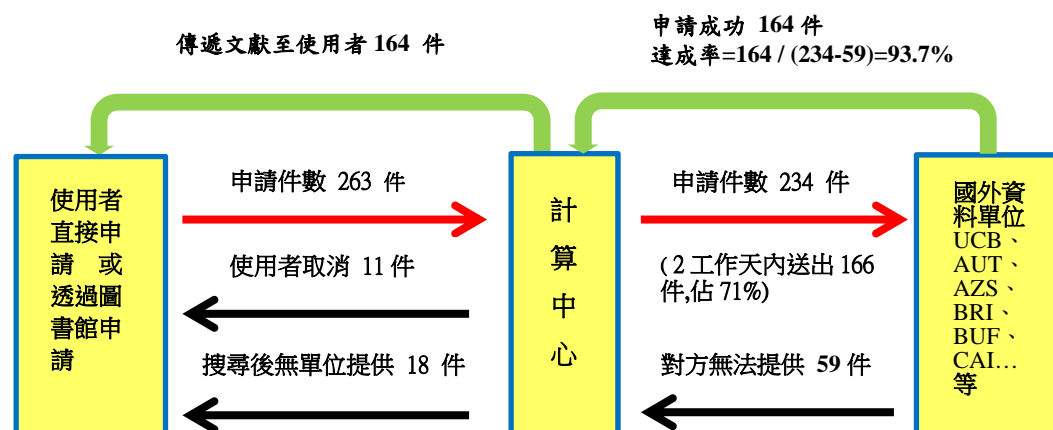 傳遞文獻至使用者 164 件
申請成功 164 件
達成率=164 / (234-59)=93.7%
使用者
直接申
請 或
透過圖
書館申
請
申請件數 263 件
使用者取消 11 件
搜尋後無單位提供 18 件
計
算
中
心
申請件數 234 件
(2 工作天內送出 166
件,佔 71%)
對方無法提供 59 件
國外資
料單位
UCB、
AUT、
AZS、
BRI、
BUF、
CAI…
等